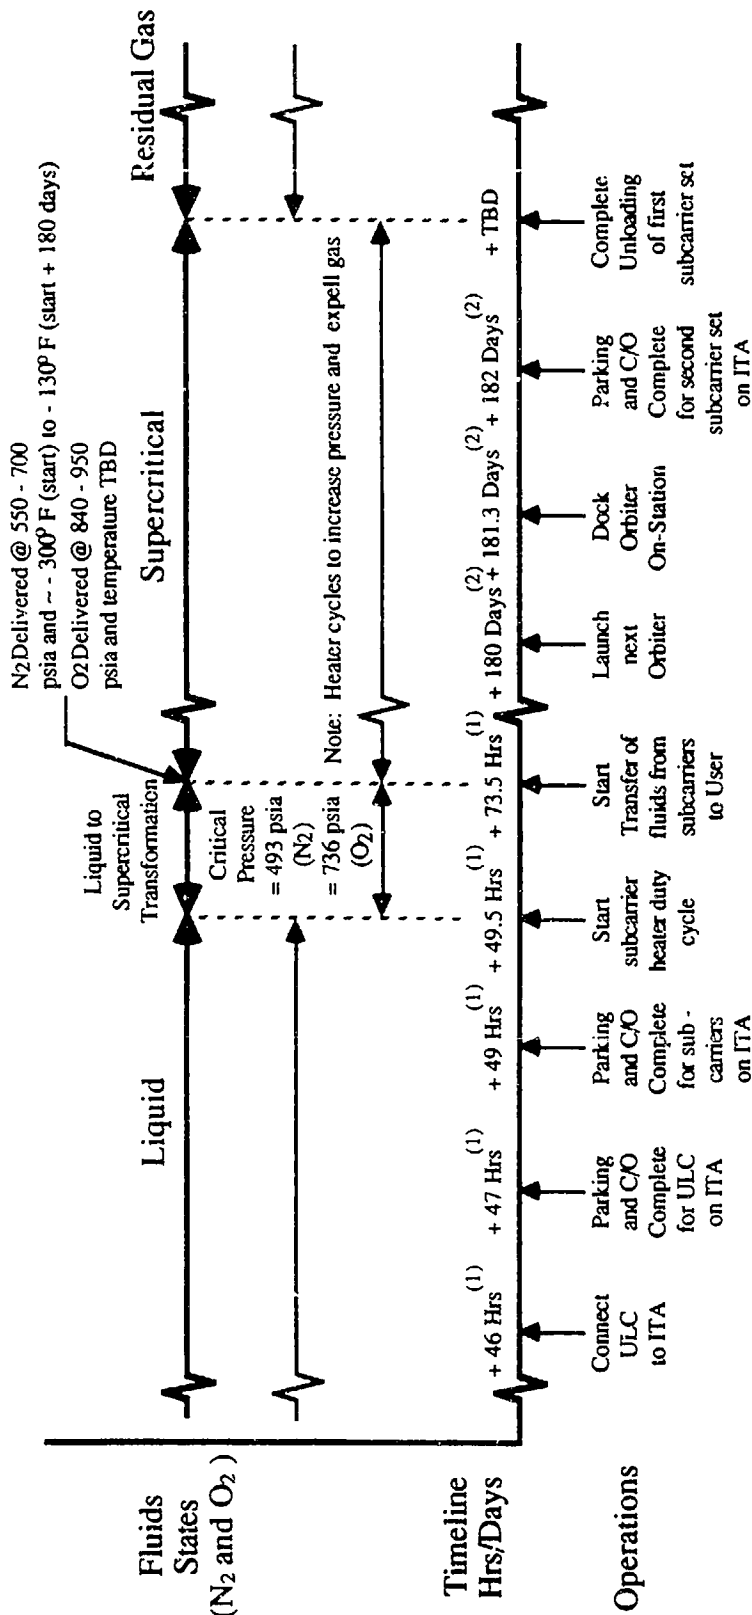 Fluids
States
(N2 and O2)
Liquid
Liquid to
Supercritical
Transformation
Supercritical
Residual Gas
N2 Delivered @ 550 - 700
psia and ~ - 300º F (start) to - 130º F (start + 180 days)
O2 Delivered @ 840 - 950
psia and temperature TBD
Critical
Pressure
= 493 psia
(N2)
= 736 psia
(O2)
Note: Heater cycles to increase pressure and expell gas
Timeline
Hrs/Days
+ 46 Hrs (1)
+ 47 Hrs (1)
+ 49 Hrs (1)
+ 49.5 Hrs (1)
+ 73.5 Hrs (1)
+ 180 Days (2)
+ 181.3 Days (2)
+ 182 Days (2)
+ TBD
Operations
Connect
ULC
to ITA
Parking
and C/O
Complete
for ULC
on ITA
Parking
and C/O
Complete
for sub -
carriers
on ITA
Start
subcarrier
heater duty
cycle
Start
Transfer of
fluids from
subcarriers
to User
Launch
next
Orbiter
Dock
Orbiter
On-Station
Parking
and C/O
Complete
for second
subcarrier set
on ITA
Complete
Unloading
of first
subcarrier set